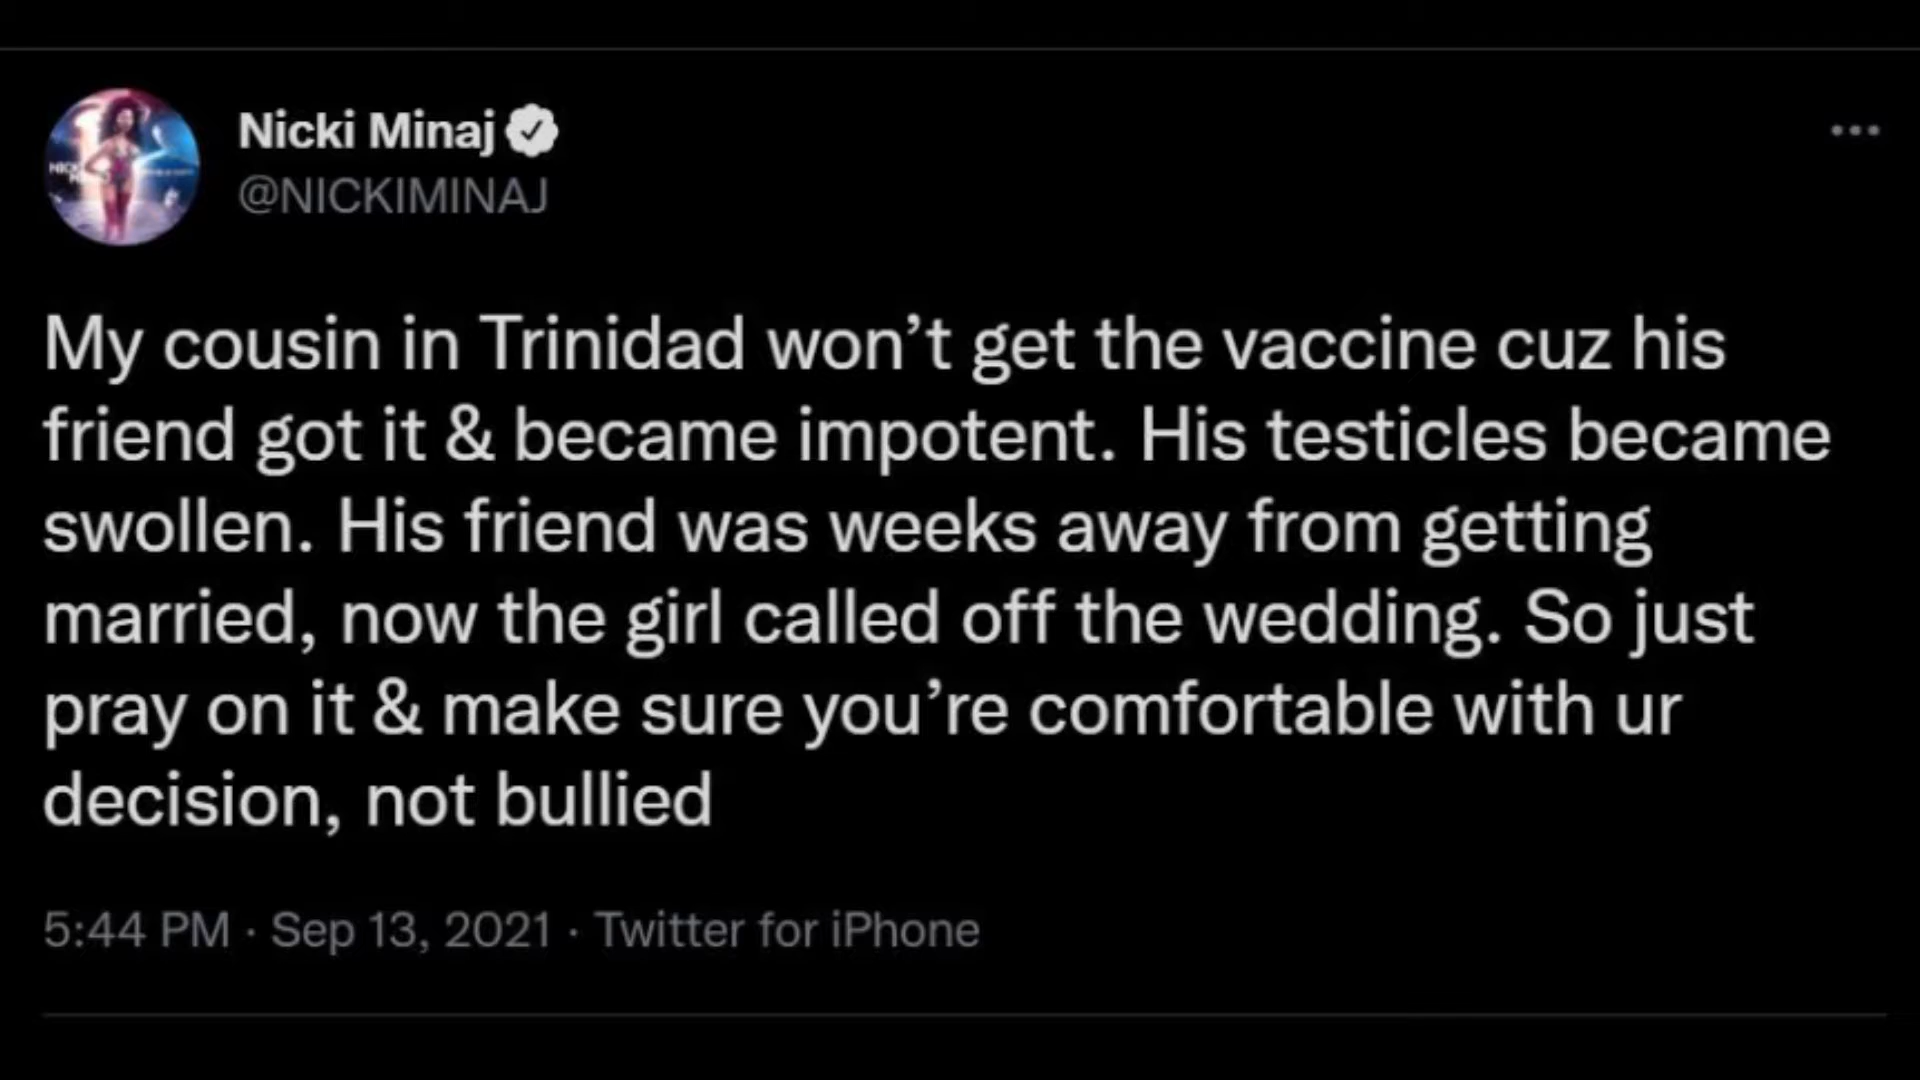 Nicki Minaj
@NICKIMINAJ
My cousin in Trinidad won’t get the vaccine cuz his
friend got it & became impotent. His testicles became
swollen. His friend was weeks away from getting
married, now the girl called off the wedding. So just
pray on it & make sure you’re comfortable with ur
decision, not bullied
5:44 PM · Sep 13, 2021 · Twitter for iPhone